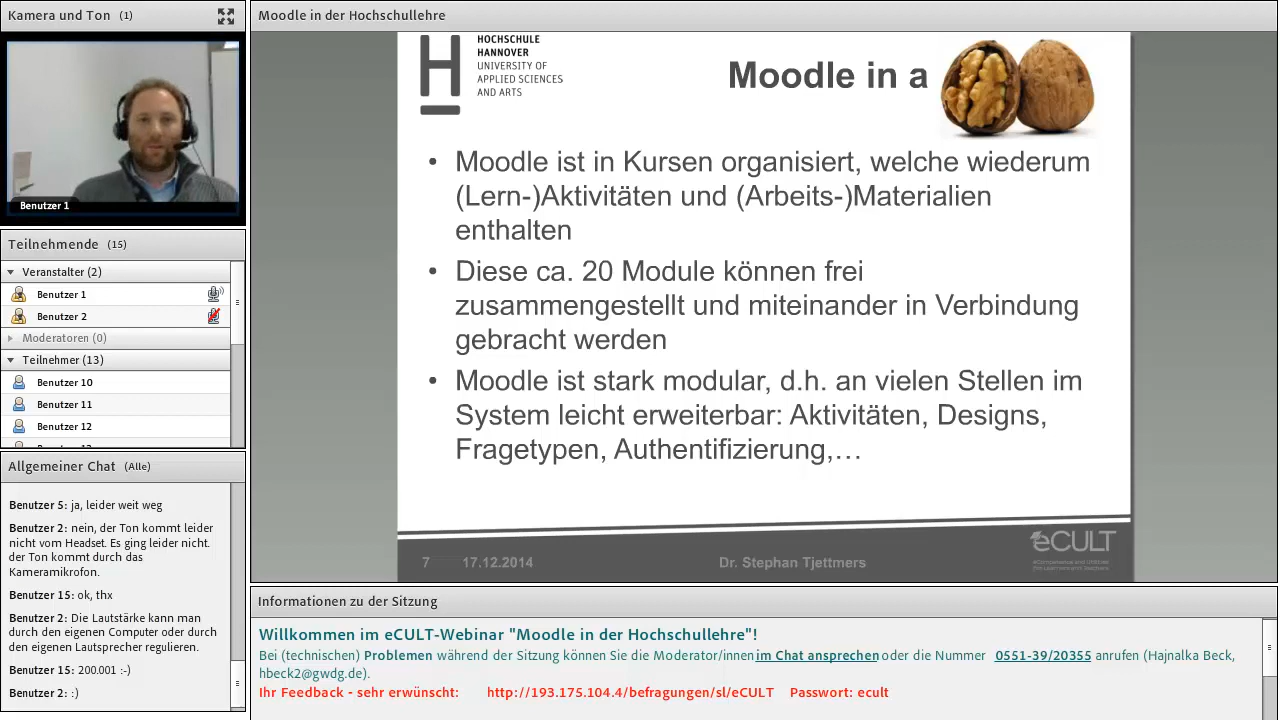 Kamera und Ton (1)
Benutzer 1
Teilnehmende (15)
Veranstalter (2)
Benutzer 1
Benutzer 2
Moderatoren (0)
Teilnehmer (13)
Benutzer 10
Benutzer 11
Benutzer 12
Allgemeiner Chat (Alle)
Benutzer 5: ja, leider weit weg
Benutzer 2: nein, der Ton kommt leider
nicht vom Headset. Es ging leider nicht.
der Ton kommt durch das
Kameramikrofon.
Benutzer 15: ok, thx
Benutzer 2: Die Lautstärke kann man
durch den eigenen Computer oder durch
den eigenen Lautsprecher regulieren.
Benutzer 15: 200.001 :-)
Benutzer 2: :)
Moodle in der Hochschullehre
H
HOCHSCHULE
HANNOVER
UNIVERSITY OF
APPLIED SCIENCES
AND ARTS
Moodle in a
• Moodle ist in Kursen organisiert, welche wiederum
(Lern-)Aktivitäten und (Arbeits-)Materialien
enthalten
• Diese ca. 20 Module können frei
zusammengestellt und miteinander in Verbindung
gebracht werden
• Moodle ist stark modular, d.h. an vielen Stellen im
System leicht erweiterbar: Aktivitäten, Designs,
Fragetypen, Authentifizierung,…
7 17.12.2014 Dr. Stephan Tjettmers
eCULT
Informationen zu der Sitzung
Willkommen im eCULT-Webinar "Moodle in der Hochschullehre"!
Bei (technischen) Problemen während der Sitzung können Sie die Moderator/innen im Chat ansprechen oder die Nummer 0551-39/20355 anrufen (Hajnalka Beck,
hbeck2@gwdg.de).
Ihr Feedback - sehr erwünscht: http://193.175.104.4/befragungen/sl/eCULT Passwort: ecult